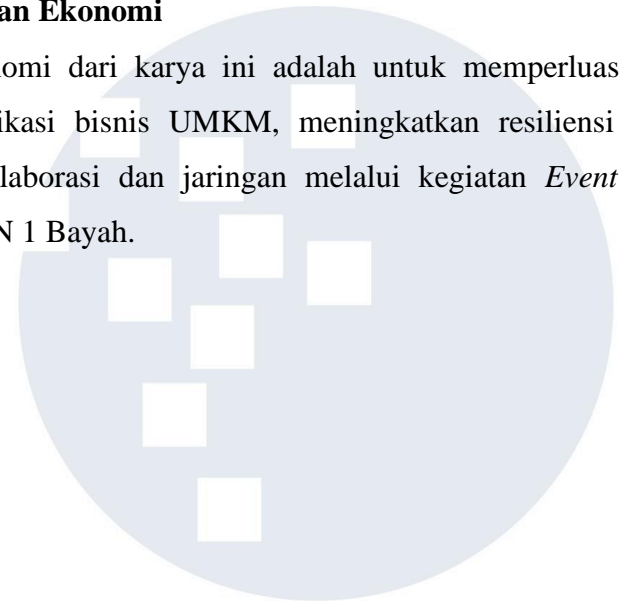 an Ekonomi
nomi dari karya ini adalah untuk memperluas
ikasi bisnis UMKM, meningkatkan resiliensi
laborasi dan jaringan melalui kegiatan Event
N 1 Bayah.